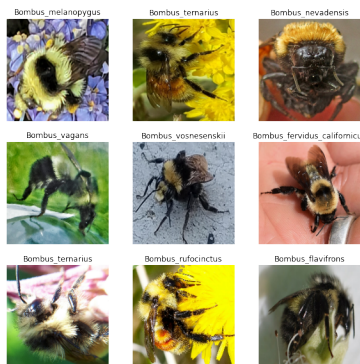 Bombus_melanopygus
Bombus_ternarius
Bombus_nevadensis
Bombus_vagans
Bombus_vosnesenskii
Bombus_fervidus_californicu
Bombus_ternarius
Bombus_rufocinctus
Bombus_flavifrons